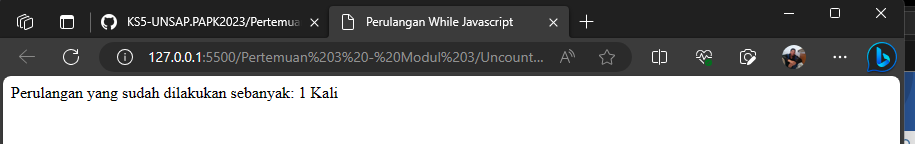 KS5-UNSAP.PAPK2023/Pertemua
Perulangan While Javascript
127.0.0.1:5500/Pertemuan%203%20-%20Modul%203/Uncount...
Perulangan yang sudah dilakukan sebanyak: 1 Kali